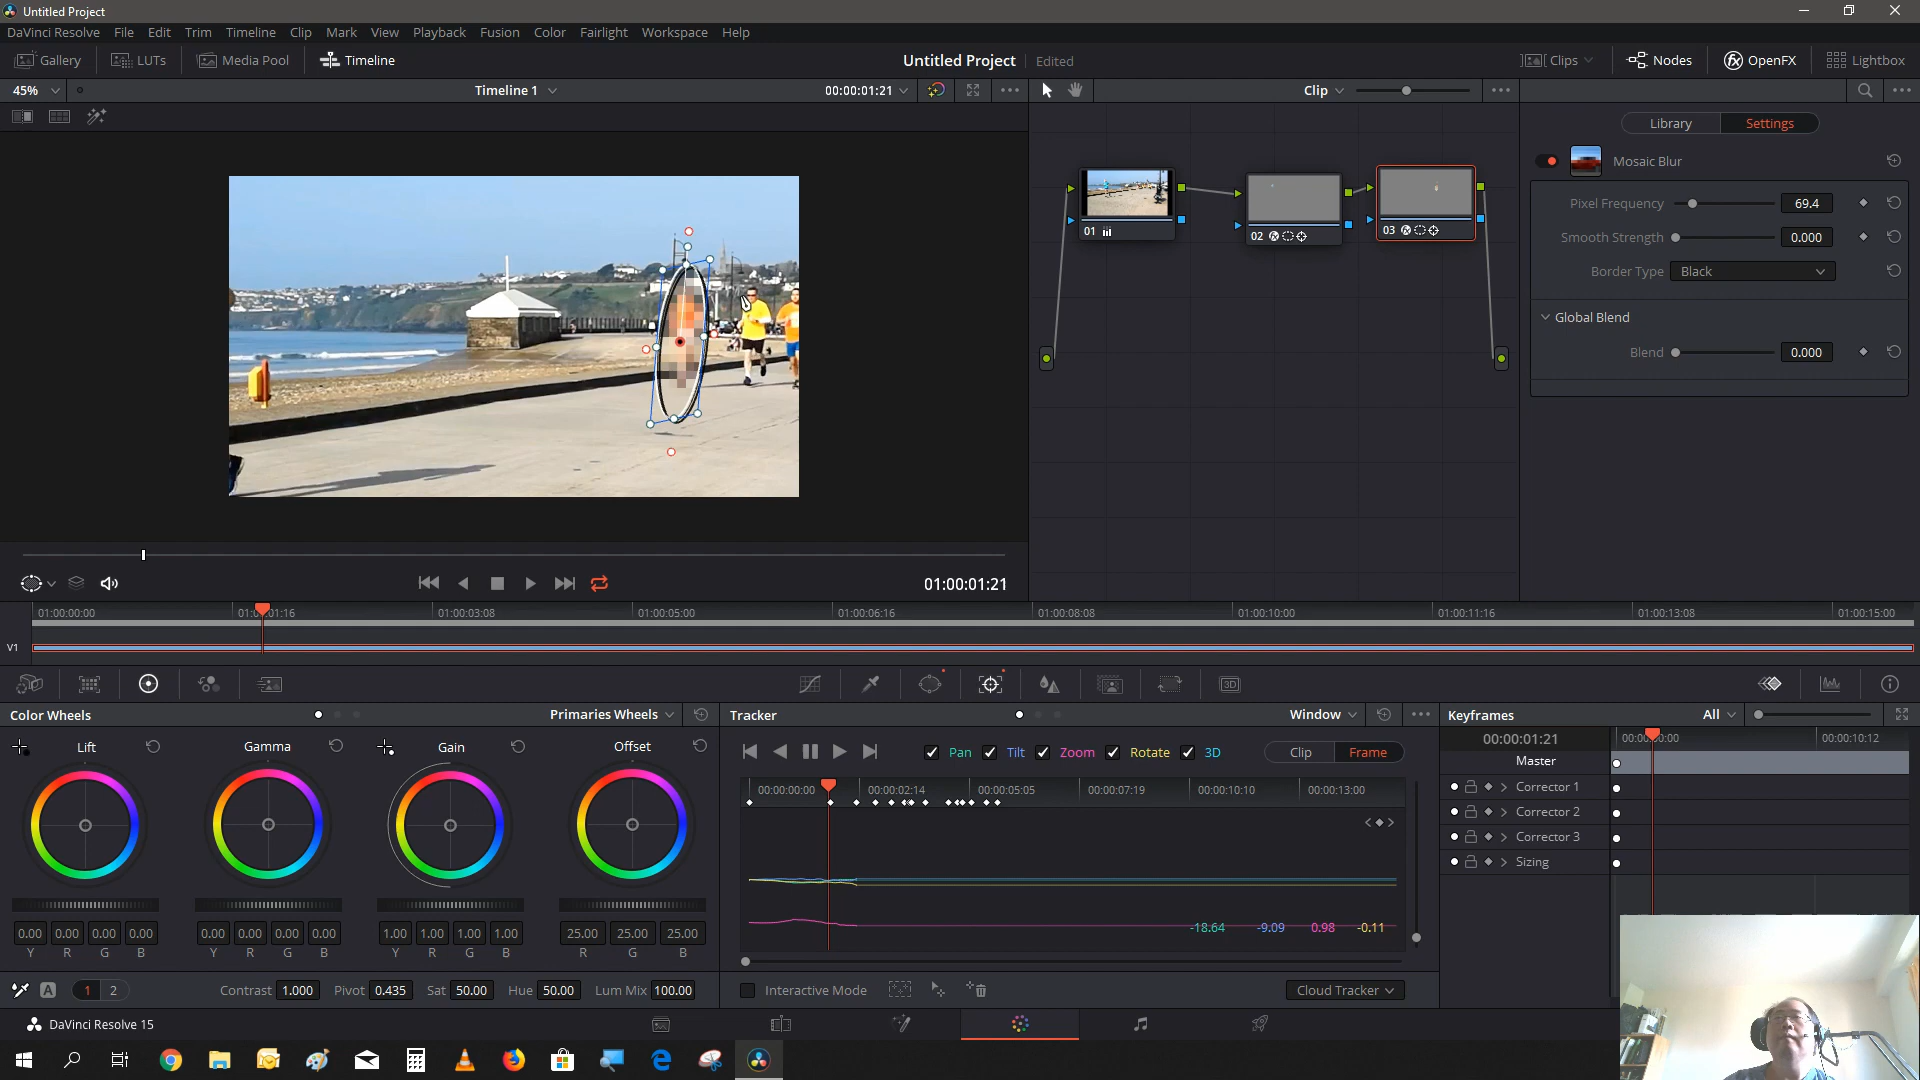 Untitled Project
DaVinci Resolve File Edit Trim Timeline Clip Mark View Playback Fusion Color Fairlight Workspace Help
Gallery LUTs Media Pool Timeline Untitled Project Edited Clips Nodes OpenFX Lightbox
45% Timeline 1 00:00:01:21 Clip
Library Settings
Mosaic Blur
Pixel Frequency 69.4
Smooth Strength 0.000
Border Type Black
Global Blend
Blend 0.000
01
02
03
01:00:01:21
01:00:00:00 01:00:03:08 01:00:05:00 01:00:06:16 01:00:08:08 01:00:10:00 01:00:11:16 01:00:13:08 01:00:15:00
V1
3D
Color Wheels Primaries Wheels Tracker Window Keyframes All
Lift Gamma Gain Offset
Pan Tilt Zoom Rotate 3D Clip Frame
00:00:01:21 00:00:10:12
Master
Corrector 1
Corrector 2
Corrector 3
Sizing
00:00:00:00 00:00:02:14 00:00:05:05 00:00:07:19 00:00:10:10 00:00:13:00
-18.64 -9.09 0.98 -0.11
0.00 0.00 0.00 0.00 0.00 0.00 0.00 0.00 1.00 1.00 1.00 1.00 25.00 25.00 25.00
Y R G B Y R G B Y R G B R G B
A 1 2 Contrast 1.000 Pivot 0.435 Sat 50.00 Hue 50.00 Lum Mix 100.00
Interactive Mode Cloud Tracker
DaVinci Resolve 15